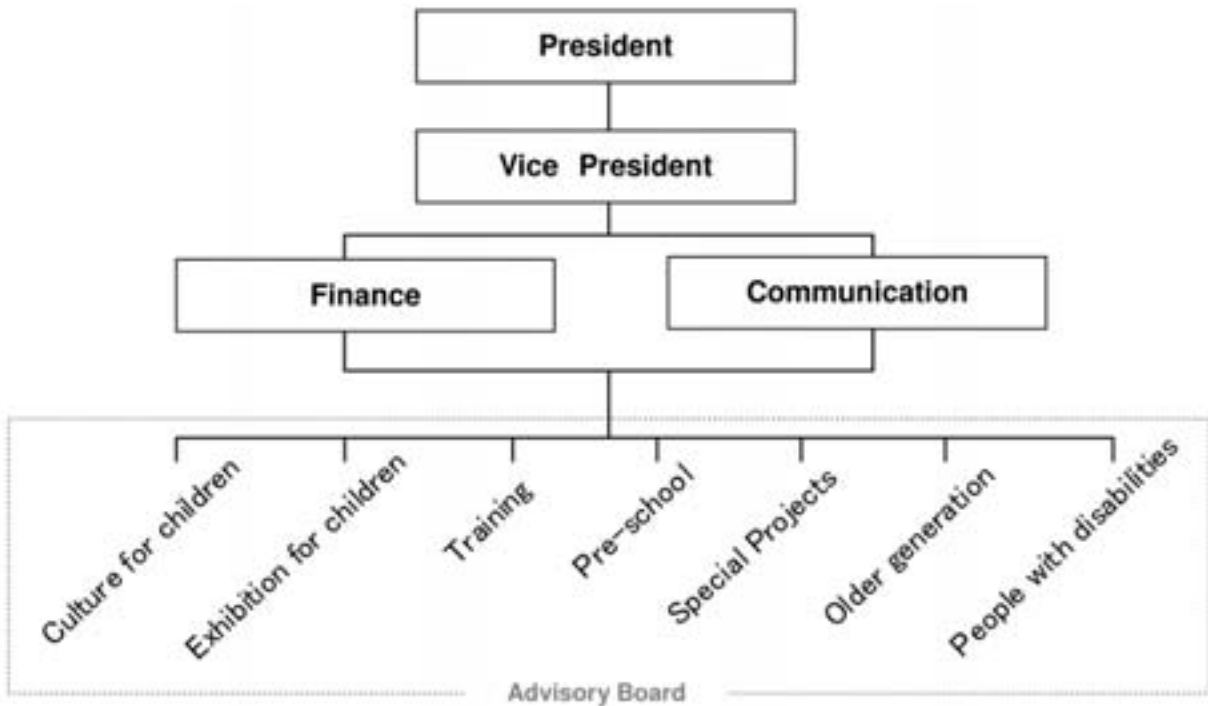 President
Vice President
Finance
Communication
Culture for children
Exhibition for children
Training
Pre-school
Special Projects
Older generation
People with disabilities
Advisory Board